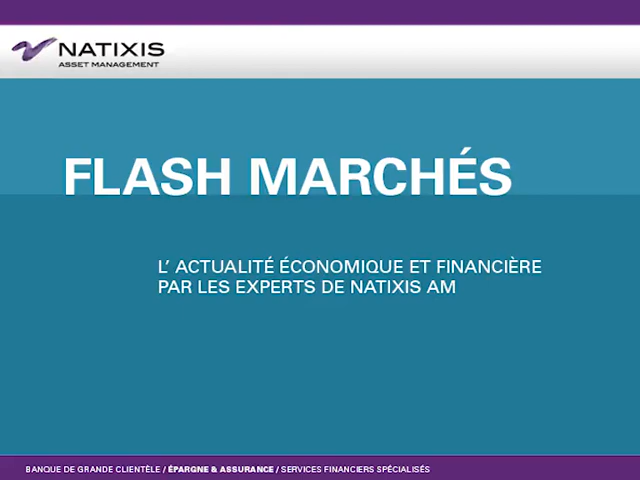 NATIXIS
ASSET MANAGEMENT
FLASH MARCHÉS
L' ACTUALITÉ ÉCONOMIQUE ET FINANCIÈRE
PAR LES EXPERTS DE NATIXIS AM
BANQUE DE GRANDE CLIENTÈLE / ÉPARGNE & ASSURANCE / SERVICES FINANCIERS SPÉCIALISÉS